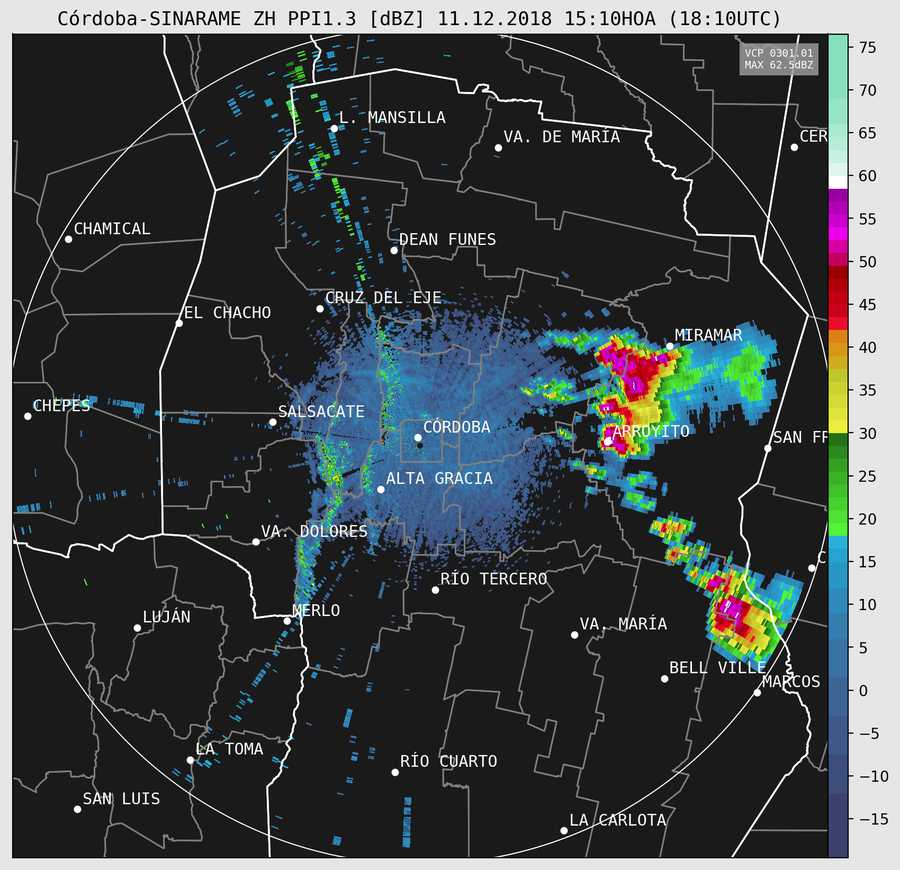 Córdoba-SINARAME ZH PPI1.3 [dBZ] 11.12.2018 15:10HOA (18:10UTC)
VCP 0301.01
MAX 62.5dBZ
75
70
65
60
55
50
45
40
35
30
25
20
15
10
5
0
−5
−10
−15
L. MANSILLA
VA. DE MARÍA
CER
CHAMICAL
DEAN FUNES
CRUZ DEL EJE
EL CHACHO
MIRAMAR
CHEPES
SALSACATE
CÓRDOBA
ARROYITO
SAN FR
ALTA GRACIA
VA. DOLORES
C
RÍO TERCERO
MERLO
LUJÁN
VA. MARÍA
BELL VILLE
MARCOS
LA TOMA
RÍO CUARTO
SAN LUIS
LA CARLOTA